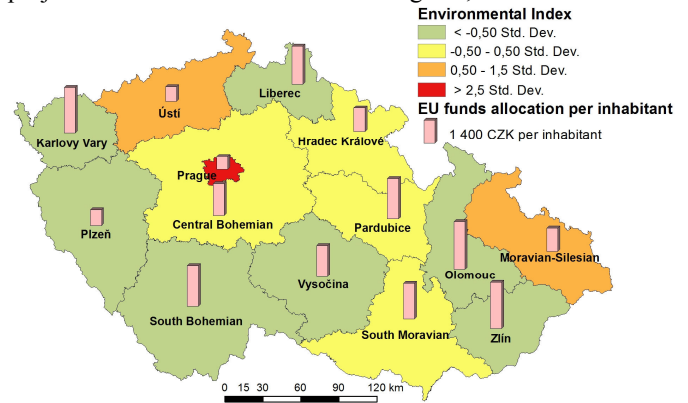 Environmental Index
< -0,50 Std. Dev.
-0,50 - 0,50 Std. Dev.
0,50 - 1,5 Std. Dev.
> 2,5 Std. Dev.
EU funds allocation per inhabitant
1 400 CZK per inhabitant
Liberec
Ústí
Karlovy Vary
Hradec Králové
Prague
Central Bohemian
Pardubice
Plzeň
Moravian-Silesian
Olomouc
Vysočina
South Bohemian
South Moravian
Zlín
0 15 30 60 90 120 km